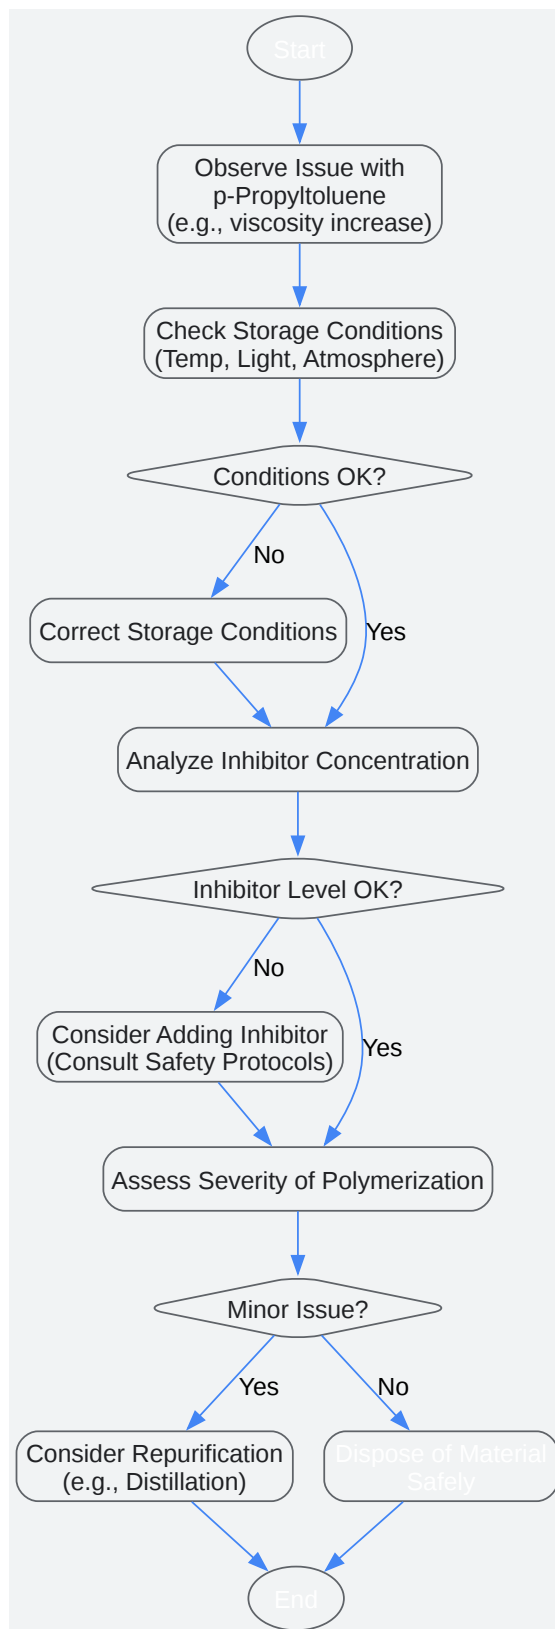 Start
Observe Issue with
p-Propyltoluene
(e.g., viscosity increase)
Check Storage Conditions
(Temp, Light, Atmosphere)
Conditions OK?
No
Correct Storage Conditions
Yes
Analyze Inhibitor Concentration
Inhibitor Level OK?
No
Consider Adding Inhibitor
(Consult Safety Protocols)
Yes
Assess Severity of Polymerization
Minor Issue?
Yes
No
Consider Repurification
(e.g., Distillation)
Dispose of Material
Safely
End